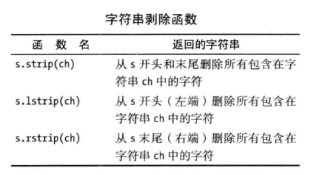 字符串剥除函数
函 数 名 返回的字符串
s.strip(ch) 从 s 开头和末尾删除所有包含在字
符串 ch 中的字符
s.lstrip(ch) 从 s 开头（左端）删除所有包含在
字符串 ch 中的字符
s.rstrip(ch) 从 s 末尾（右端）删除所有包含在
字符串 ch 中的字符